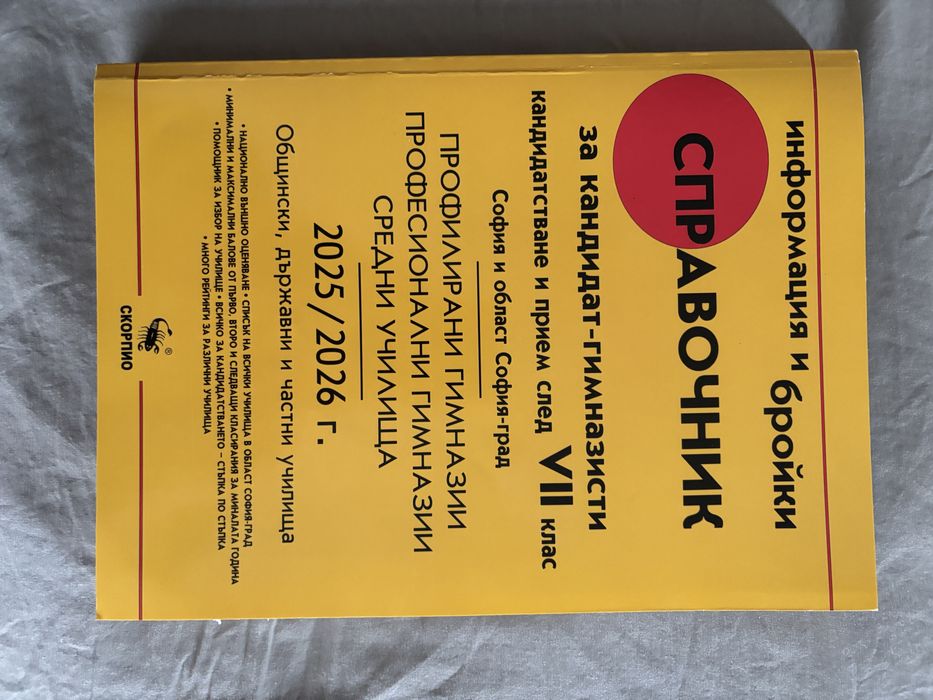 информация и бройки
СПРАВОЧНИК
за кандидат-гимназисти
кандидатстване и прием след VII клас
София и област София-град
ПРОФИЛИРАНИ ГИМНАЗИИ
ПРОФЕСИОНАЛНИ ГИМНАЗИИ
СРЕДНИ УЧИЛИЩА
2025/2026 г.
Общински, държавни и частни училища
• НАЦИОНАЛНО ВЪНШНО ОЦЕНЯВАНЕ • СПИСЪК НА ВСИЧКИ УЧИЛИЩА В ОБЛАСТ СОФИЯ-ГРАД
• МИНИМАЛНИ И МАКСИМАЛНИ БАЛОВЕ ОТ ПЪРВО, ВТОРО И СЛЕДВАЩИ КЛАСИРАНИЯ ЗА МИНАЛАТА ГОДИНА
• ПОМОЩНИК ЗА ИЗБОР НА УЧИЛИЩЕ • ВСИЧКО ЗА КАНДИДАТСТВАНЕТО – СТЪПКА ПО СТЪПКА
• МНОГО РЕЙТИНГИ ЗА РАЗЛИЧНИ УЧИЛИЩА
®
СКОРПИО